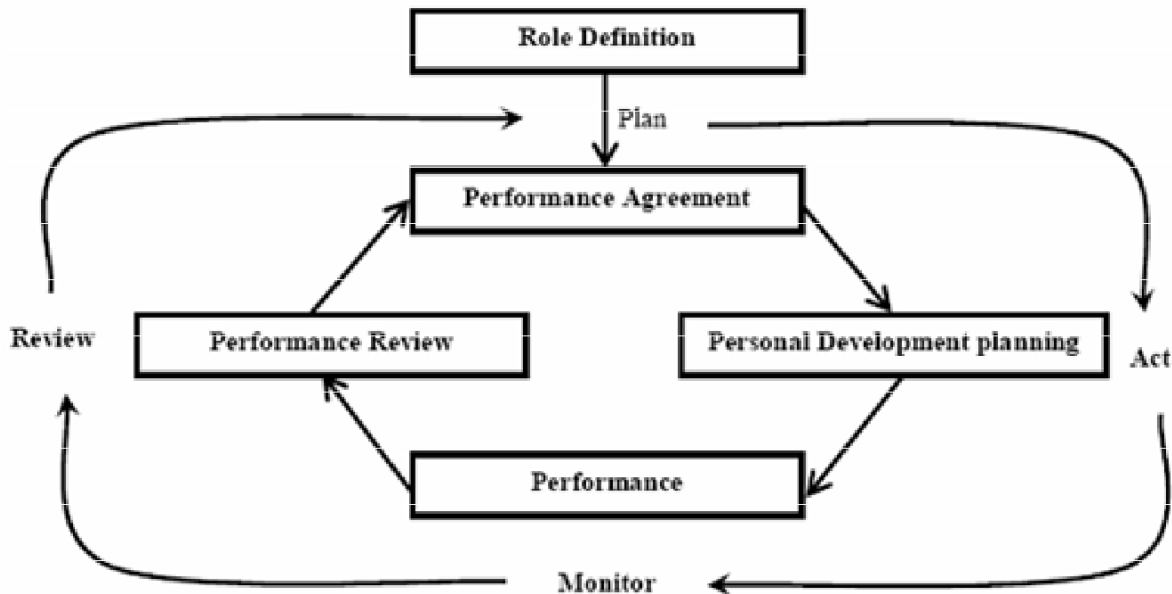 Role Definition
Plan
Performance Agreement
Review
Performance Review
Personal Development planning
Act
Performance
Monitor